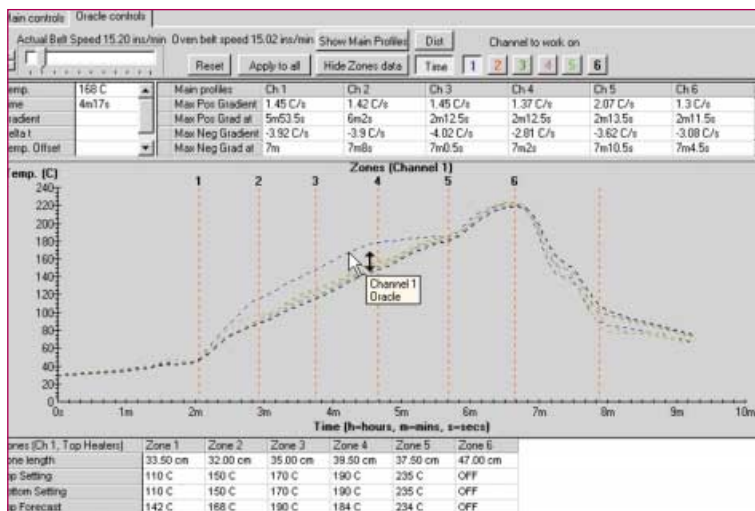 ain controls Oracle controls
Actual Belt Speed 15.20 ins/min Oven belt speed 15.02 ins/min Show Main Profiles Dist Channel to work on
Reset Apply to all Hide Zones data Time 1 2 3 4 5 6
emp. 168 C Main profiles Ch 1 Ch 2 Ch 3 Ch 4 Ch 5 Ch 6
me 4m17s Max Pos Gradient 1.45 C/s 1.42 C/s 1.45 C/s 1.37 C/s 2.07 C/s 1.3 C/s
radient Max Pos Grad at 5m53.5s 6m2s 2m12.5s 2m12.5s 2m13.5s 2m11.5s
elta t Max Neg Gradient -3.92 C/s -3.9 C/s -4.02 C/s -2.81 C/s -3.62 C/s -3.08 C/s
emp. Offset Max Neg Grad at 7m 7m8s 7m0.5s 7m2s 7m10.5s 7m4.5s
emp. (C) Zones (Channel 1)
240
1 2 3 4 5 6
220
200
180
160
140
120
100
80
60
40
20
0
Channel 1
Oracle
0s 1m 2m 3m 4m 5m 6m 7m 8m 9m 10m
Time (h=hours, m=mins, s=secs)
ones (Ch 1, Top Heaters) Zone 1 Zone 2 Zone 3 Zone 4 Zone 5 Zone 6
one length 33.50 cm 32.00 cm 35.00 cm 39.50 cm 37.50 cm 47.00 cm
op Setting 110 C 150 C 170 C 190 C 235 C OFF
ottom Setting 110 C 150 C 170 C 190 C 235 C OFF
op Forecast 142 C 168 C 190 C 184 C 234 C OFF